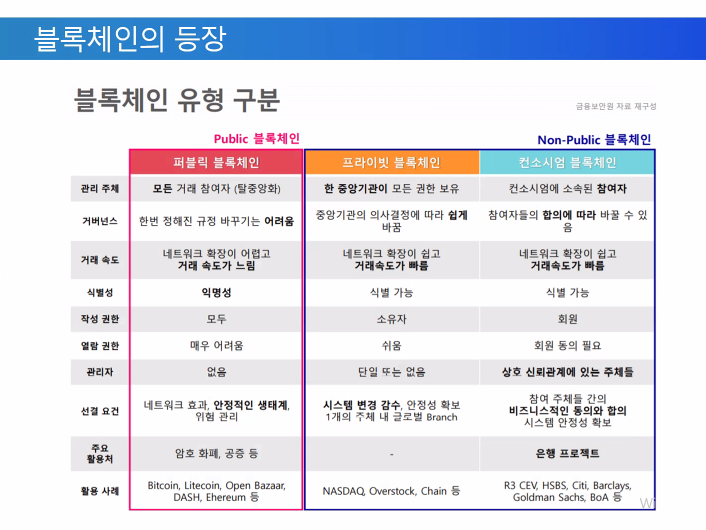 블록체인의 등장
블록체인 유형 구분
금융보안원 자료 재구성
Public 블록체인
Non-Public 블록체인
퍼블릭 블록체인
프라이빗 블록체인
컨소시엄 블록체인
관리 주체
모든 거래 참여자 (탈중앙화)
한 중앙기관이 모든 권한 보유
컨소시엄에 소속된 참여자
거버넌스
한번 정해진 규정 바꾸기는 어려움
중앙기관의 의사결정에 따라 쉽게
바꿈
참여자들의 합의에 따라 바꿀 수 있
음
거래 속도
네트워크 확장이 어렵고
거래 속도가 느림
네트워크 확장이 쉽고
거래속도가 빠름
네트워크 확장이 쉽고
거래속도가 빠름
식별성
익명성
식별 가능
식별 가능
작성 권한
모두
소유자
회원
열람 권한
매우 어려움
쉬움
회원 동의 필요
관리자
없음
단일 또는 없음
상호 신뢰관계에 있는 주체들
선결 요건
네트워크 효과, 안정적인 생태계,
위험 관리
시스템 변경 감수, 안정성 확보
1개의 주체 내 글로벌 Branch
참여 주체들 간의
비즈니스적인 동의와 합의
시스템 안정성 확보
주요
활용처
암호 화폐, 공증 등
-
은행 프로젝트
활용 사례
Bitcoin, Litecoin, Open Bazaar,
DASH, Ehereum 등
NASDAQ, Overstock, Chain 등
R3 CEV, HSBS, Citi, Barclays,
Goldman Sachs, BoA 등